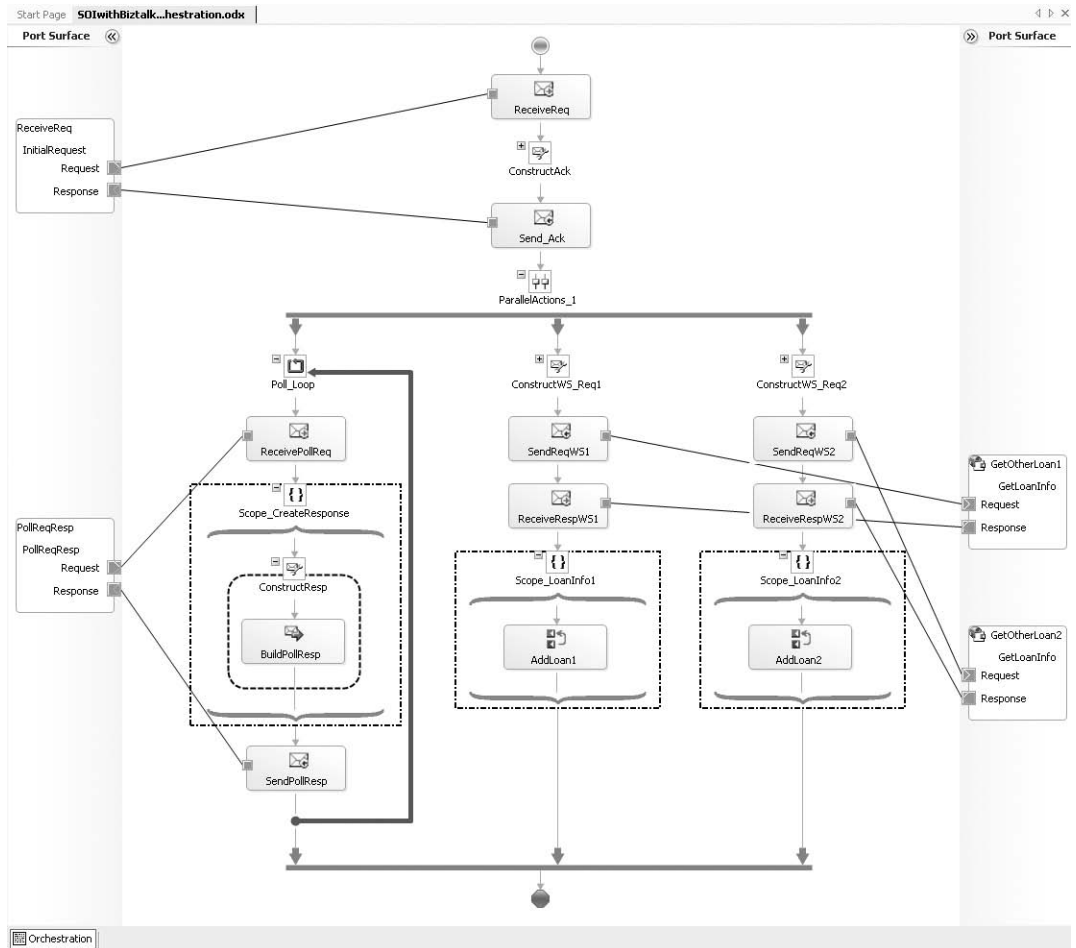 Start Page
SOIwithBiztalk...hestration.odx
Port Surface
Port Surface
ReceiveReq
ReceiveReq
InitialRequest
Request
Response
ConstructAck
Send_Ack
ParallelActions_1
Poll_Loop
ConstructWS_Req1
ConstructWS_Req2
ReceivePollReq
SendReqWS1
SendReqWS2
GetOtherLoan1
GetLoanInfo
Request
Response
Scope_CreateResponse
ReceiveRespWS1
ReceiveRespWS2
PollReqResp
PollReqResp
Request
Response
ConstructResp
Scope_LoanInfo1
Scope_LoanInfo2
BuildPollResp
AddLoan1
AddLoan2
GetOtherLoan2
GetLoanInfo
Request
Response
SendPollResp
Orchestration